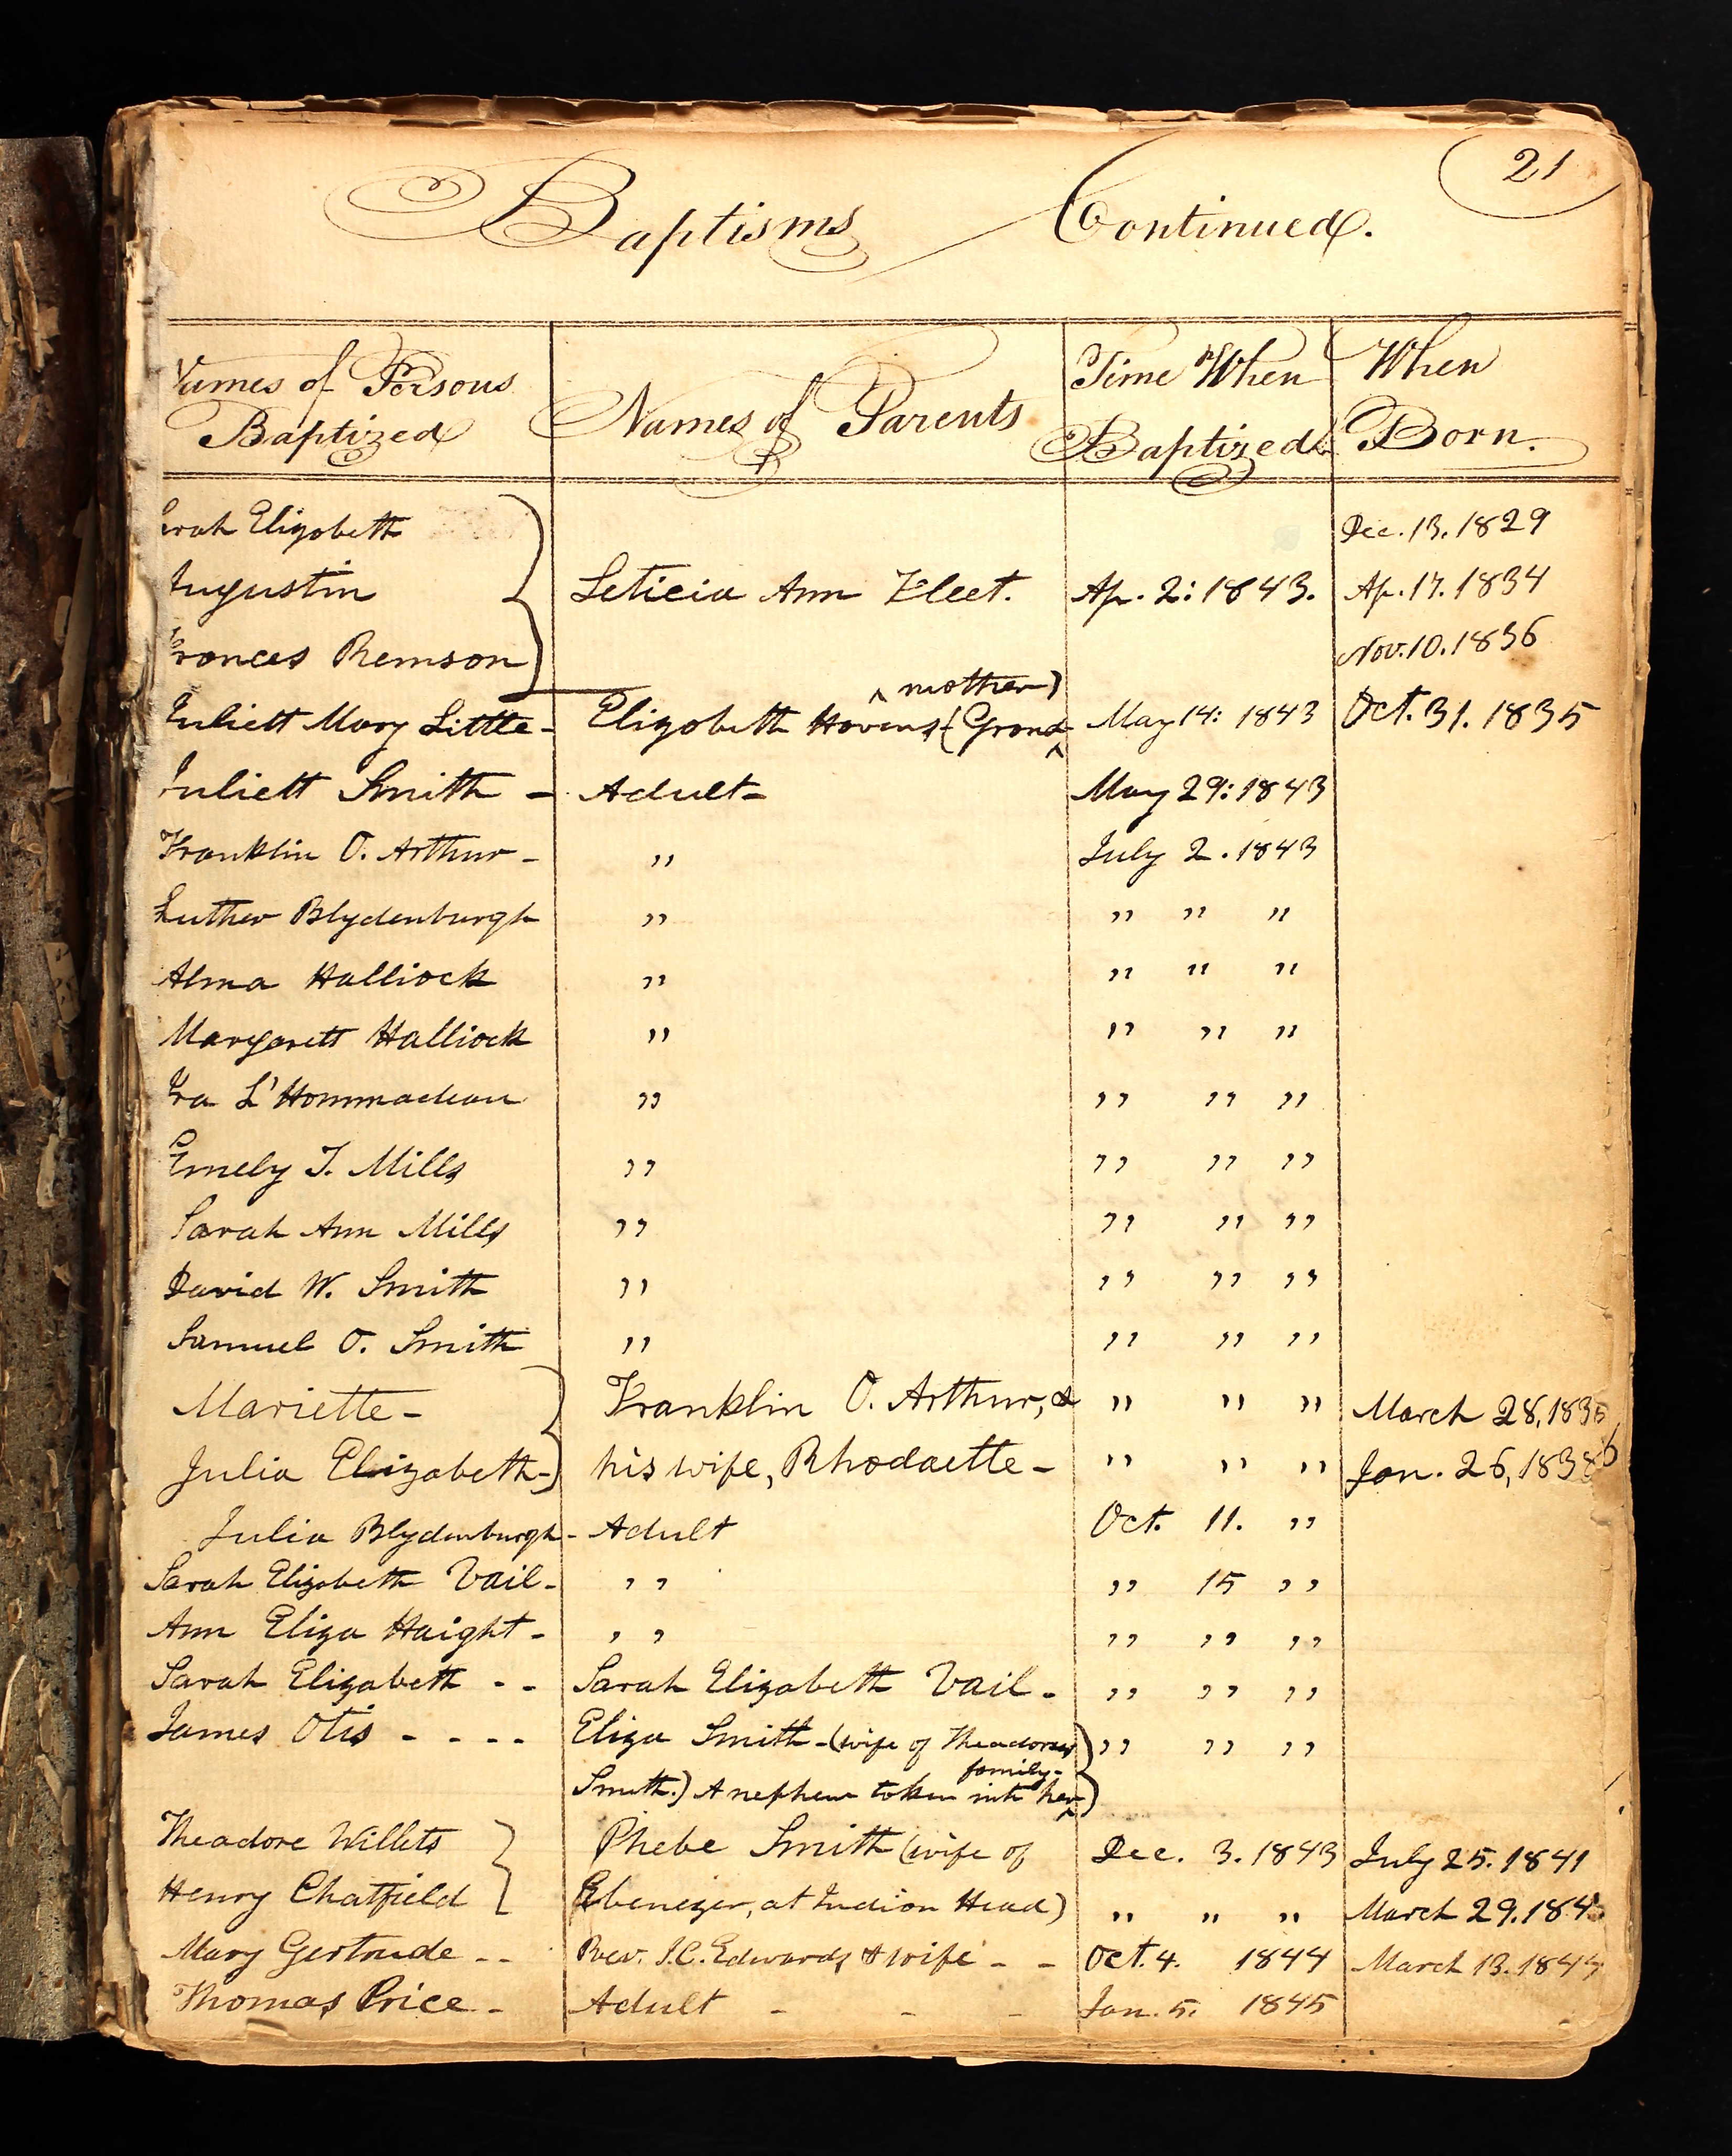 21
Baptisms Continued.
Names of Persons Baptized
Names of Parents
Time When Baptized
When Born.
Sarah Elizabeth Dec. 13. 1829
Augustin Leticia Ann Fleet. Ap. 2: 1843. Ap. 17. 1834
Frances Remson Nov. 10. 1836
mother)
Juliett Mary Little - Elizabeth Havens (Grand May 14: 1843 Oct. 31. 1835
Juliett Smith - Adult - May 29: 1843
Franklin O. Arthur - " July 2. 1843
Luther Blydenburgh " " " "
Alma Halliock " " " "
Margarett Halliock " " " "
Ira L'Hommadieu " " " "
Emely T. Mills " " " "
Sarah Ann Mills " " " "
David W. Smith " " " "
Samuel O. Smith " " " "
Mariette - Franklin O. Arthur, & " " " March 28, 1835
Julia Elizabeth - his wife, Rhodaette - " " " Jan. 26, 1838
Julia Blydenburgh - Adult Oct. 11. "
Sarah Elizabeth Vail - " " 15 "
Ann Eliza Haight - " " " "
Sarah Elizabeth - - Sarah Elizabeth Vail - " " "
James Otis - - - - Eliza Smith - (wife of Theadorus " " "
family -
Smith.) A nephew taken into her)
Theadore Willets Phebe Smith (wife of Dec. 3. 1843 July 25. 1841
Henry Chatfield Ebenezer, at Indian Head) " " " March 29. 184
Mary Gertrude - - Rev. J. C. Edwards & wife - - Oct. 4. 1844 March 13. 1844
Thomas Price - Adult - - - Jan. 5. 1845